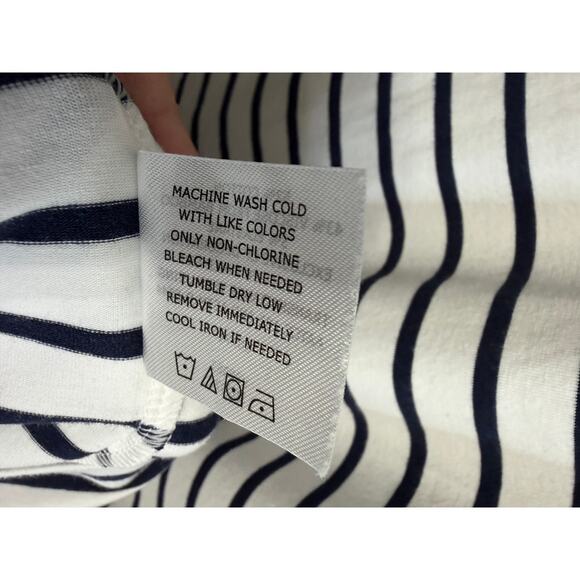 MACHINE WASH COLD
WITH LIKE COLORS
ONLY NON-CHLORINE
BLEACH WHEN NEEDED
TUMBLE DRY LOW
REMOVE IMMEDIATELY
COOL IRON IF NEEDED